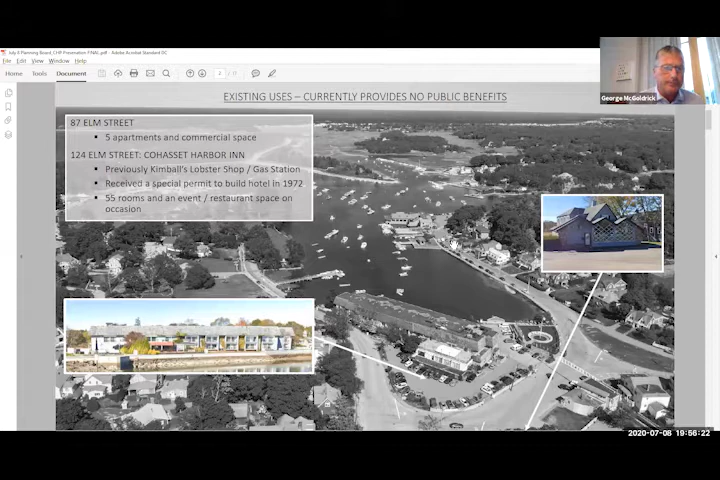 July 8 Planning Board_CHP Presentation FINAL.pdf - Adobe Acrobat Standard DC
File Edit View Window Help
Home Tools Document
2 /
George McGoldrick
EXISTING USES – CURRENTLY PROVIDES NO PUBLIC BENEFITS
87 ELM STREET
▪ 5 apartments and commercial space
124 ELM STREET: COHASSET HARBOR INN
▪ Previously Kimball's Lobster Shop / Gas Station
▪ Received a special permit to build hotel in 1972
▪ 55 rooms and an event / restaurant space on
occasion
2020-07-08 19:56:22